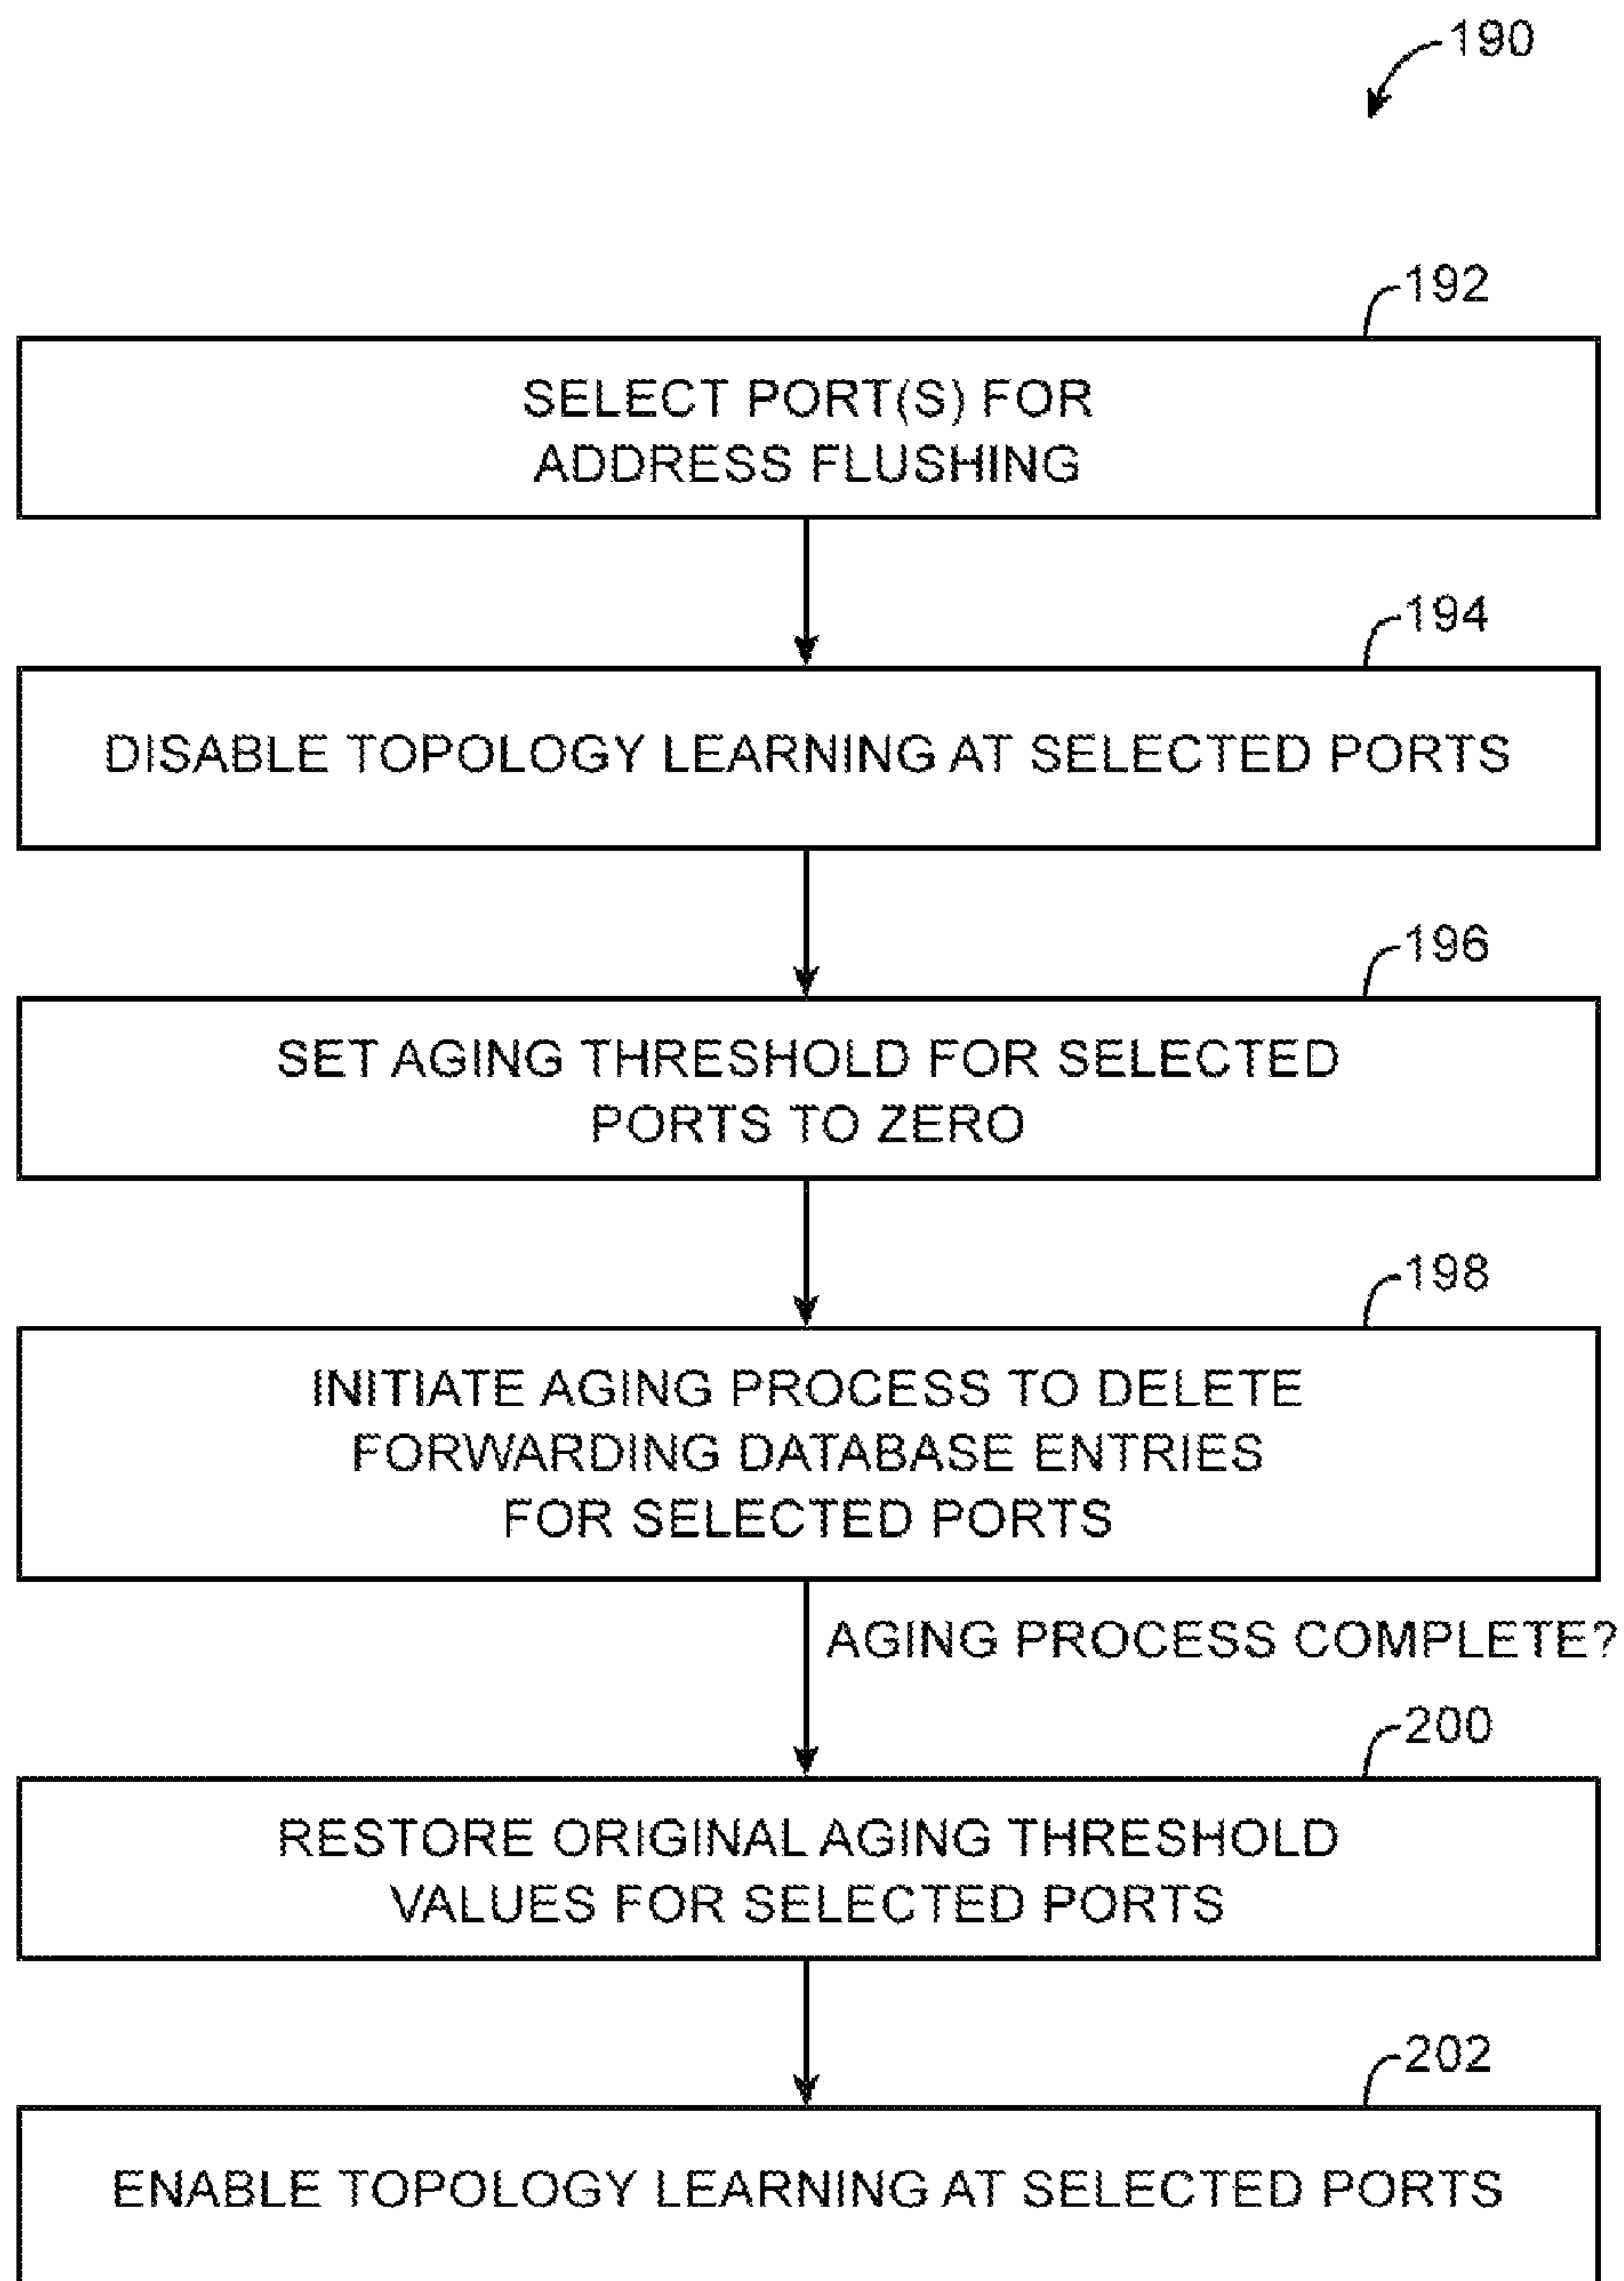 190
192
SELECT PORT(S) FOR
ADDRESS FLUSHING
194
DISABLE TOPOLOGY LEARNING AT SELECTED PORTS
196
SET AGING THRESHOLD FOR SELECTED
PORTS TO ZERO
198
INITIATE AGING PROCESS TO DELETE
FORWARDING DATABASE ENTRIES
FOR SELECTED PORTS
AGING PROCESS COMPLETE?
200
RESTORE ORIGINAL AGING THRESHOLD
VALUES FOR SELECTED PORTS
202
ENABLE TOPOLOGY LEARNING AT SELECTED PORTS